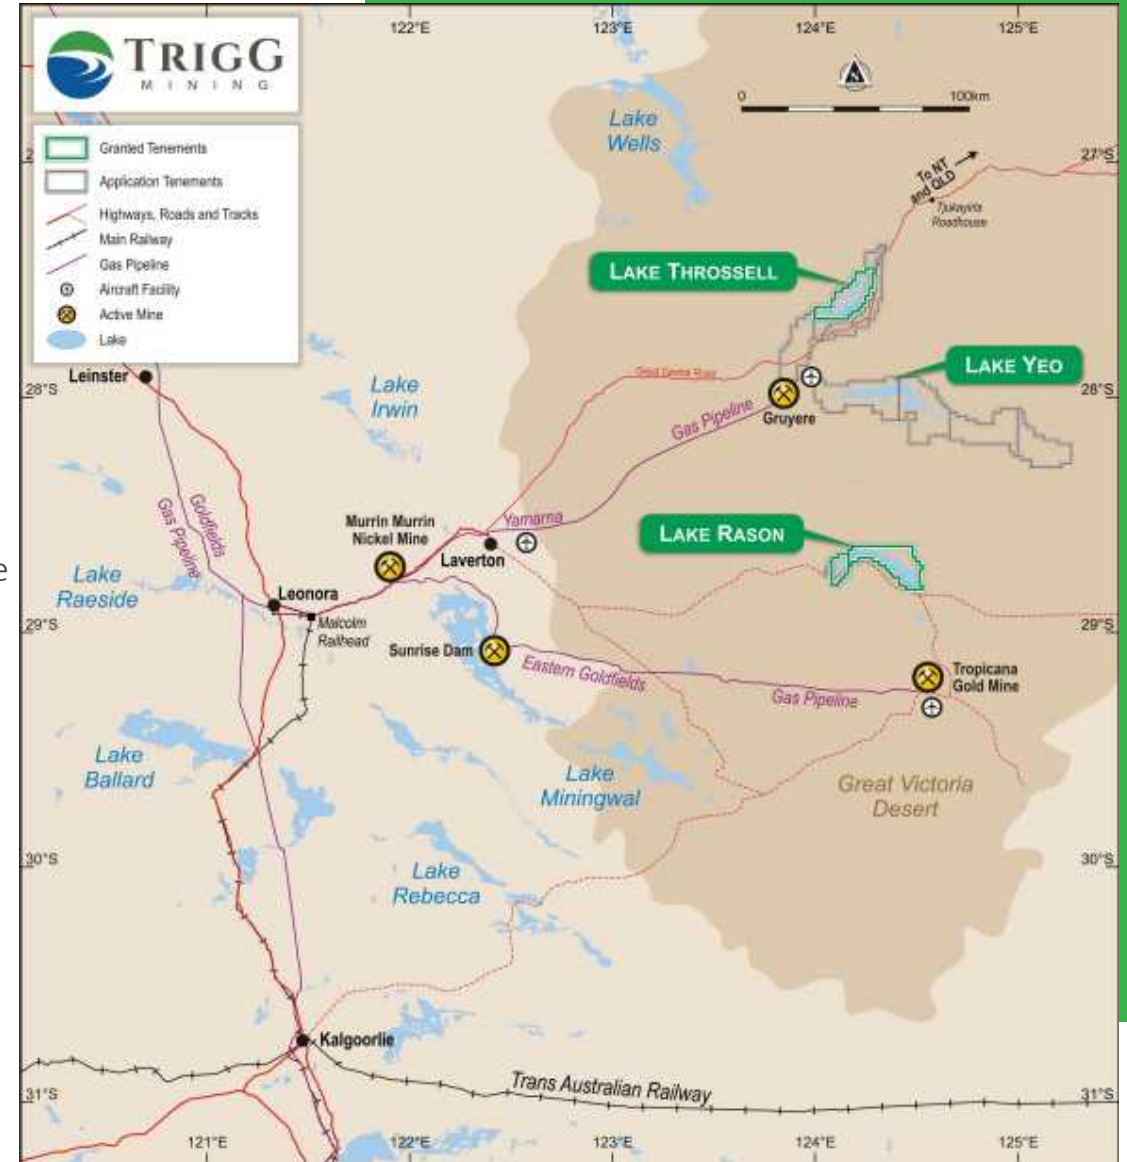 122°E
123°E
124°E
125°E
TRIGG
MINING
Granted Tenements
Application Tenements
Highways, Roads and Tracks
Main Railway
Gas Pipeline
Aircraft Facility
Active Mine
Lake
0
100km
Lake
Wells
27°S
To NT
and QLD
Tjukayirla
Roadhouse
LAKE THROSSELL
LAKE YEO
Leinster
28°S
28°S
Lake
Irwin
Great Central Road
Gas Pipeline
Gruyere
Goldfields
Gas Pipeline
Murrin Murrin
Nickel Mine
Yamarna
Laverton
LAKE RASON
e
Lake
Raeside
Leonora
Malcolm
Railhead
29°S
29°S
Sunrise Dam
Eastern Goldfields
Gas Pipeline
Tropicana
Gold Mine
Lake
Ballard
Lake
Miningwal
Great Victoria
Desert
30°S
30°S
Lake
Rebecca
Kalgoorlie
Trans Australian Railway
31°S
31°S
121°E
122°E
123°E
124°E
125°E